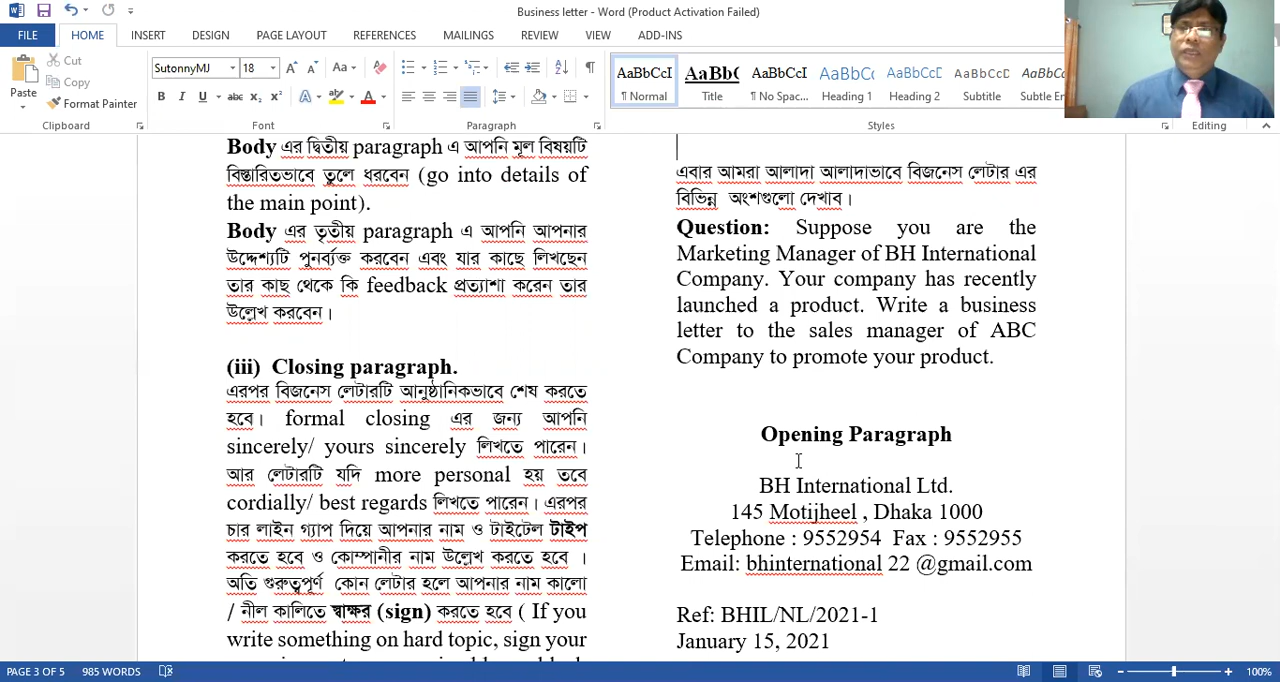 Business letter - Word (Product Activation Failed)
FILE HOME INSERT DESIGN PAGE LAYOUT REFERENCES MAILINGS REVIEW VIEW ADD-INS
Cut
Copy
Paste
Format Painter
Clipboard
SutonnyMJ 18
Font
Paragraph
AaBbCcI AaBb( AaBbCcI AaBbC AaBbCcD AaBbCcD AaBbCcD
¶ Normal Title ¶ No Spac... Heading 1 Heading 2 Subtitle Subtle En
Styles
Editing
Body এর দ্বিতীয় paragraph এ আপনি মূল বিষয়টি
বিস্তারিতভাবে তুলে ধরবেন (go into details of
the main point).
Body এর তৃতীয় paragraph এ আপনি আপনার
উদ্দেশ্যটি পুনর্ব্যক্ত করবেন এবং যার কাছে লিখছেন
তার কাছ থেকে কি feedback প্রত্যাশা করেন তার
উল্লেখ করবেন।
(iii) Closing paragraph.
এরপর বিজনেস লেটারটি আনুষ্ঠানিকভাবে শেষ করতে
হবে। formal closing এর জন্য আপনি
sincerely/ yours sincerely লিখতে পারেন।
আর লেটারটি যদি more personal হয় তবে
cordially/ best regards লিখতে পারেন। এরপর
চার লাইন গ্যাপ দিয়ে আপনার নাম ও টাইটেল টাইপ
করতে হবে ও কোম্পানীর নাম উল্লেখ করতে হবে ।
অতি গুরুত্বপূর্ণ কোন লেটার হলে আপনার নাম কালো
/ নীল কালিতে স্বাক্ষর (sign) করতে হবে ( If you
write something on hard topic, sign your
এবার আমরা আলাদা আলাদাভাবে বিজনেস লেটার এর
বিভিন্ন অংশগুলো দেখাব।
Question: Suppose you are the
Marketing Manager of BH International
Company. Your company has recently
launched a product. Write a business
letter to the sales manager of ABC
Company to promote your product.
Opening Paragraph
BH International Ltd.
145 Motijheel , Dhaka 1000
Telephone : 9552954 Fax : 9552955
Email: bhinternational 22 @gmail.com
Ref: BHIL/NL/2021-1
January 15, 2021
PAGE 3 OF 5 985 WORDS
100%